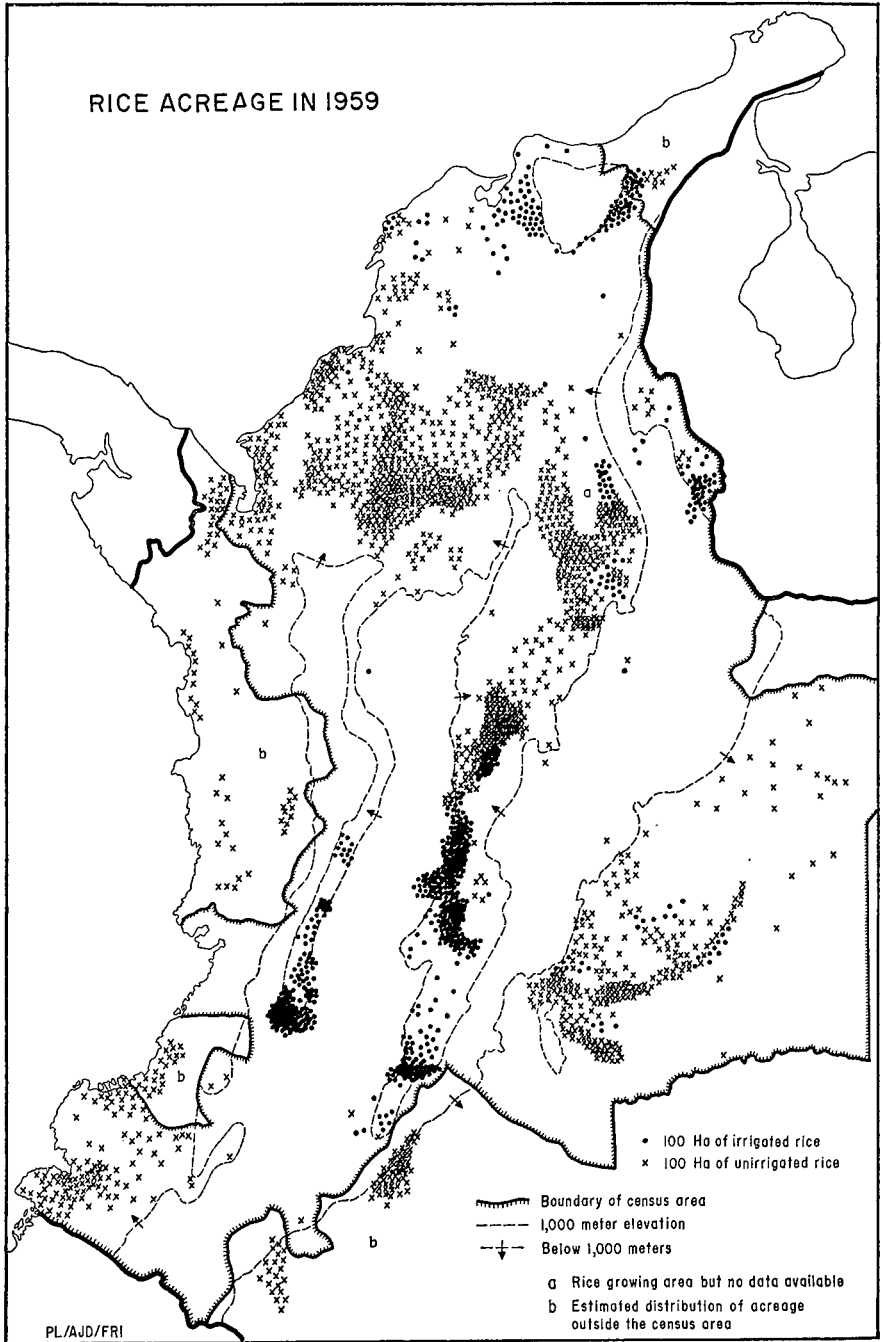 RICE ACREAGE IN 1959
b
a
b
b
b
• 100 Ha of irrigated rice
x 100 Ha of unirrigated rice
Boundary of census area
1,000 meter elevation
Below 1,000 meters
a Rice growing area but no data available
b Estimated distribution of acreage
outside the census area
PL/AJD/FRI